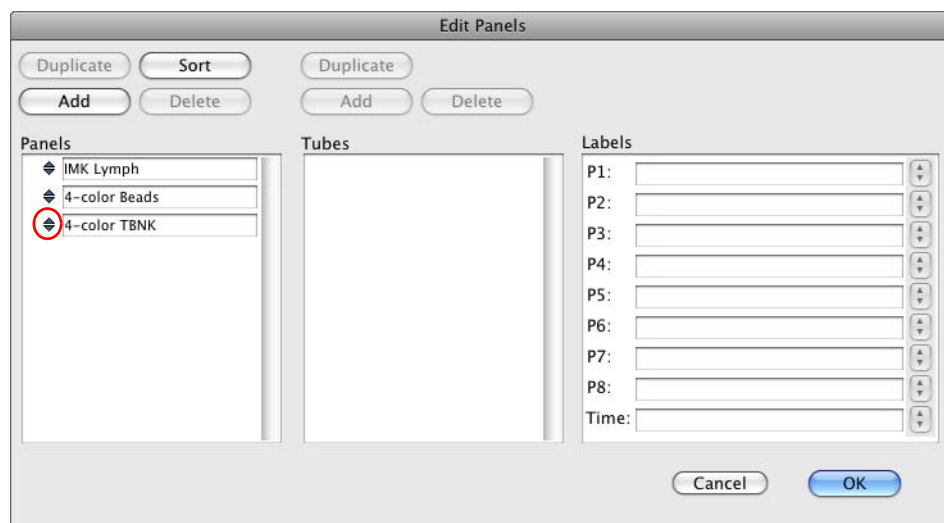 Edit Panels
Duplicate Sort Duplicate
Add Delete Add Delete
Panels Tubes Labels
IMK Lymph
4-color Beads
4-color TBNK
P1:
P2:
P3:
P4:
P5:
P6:
P7:
P8:
Time:
Cancel OK